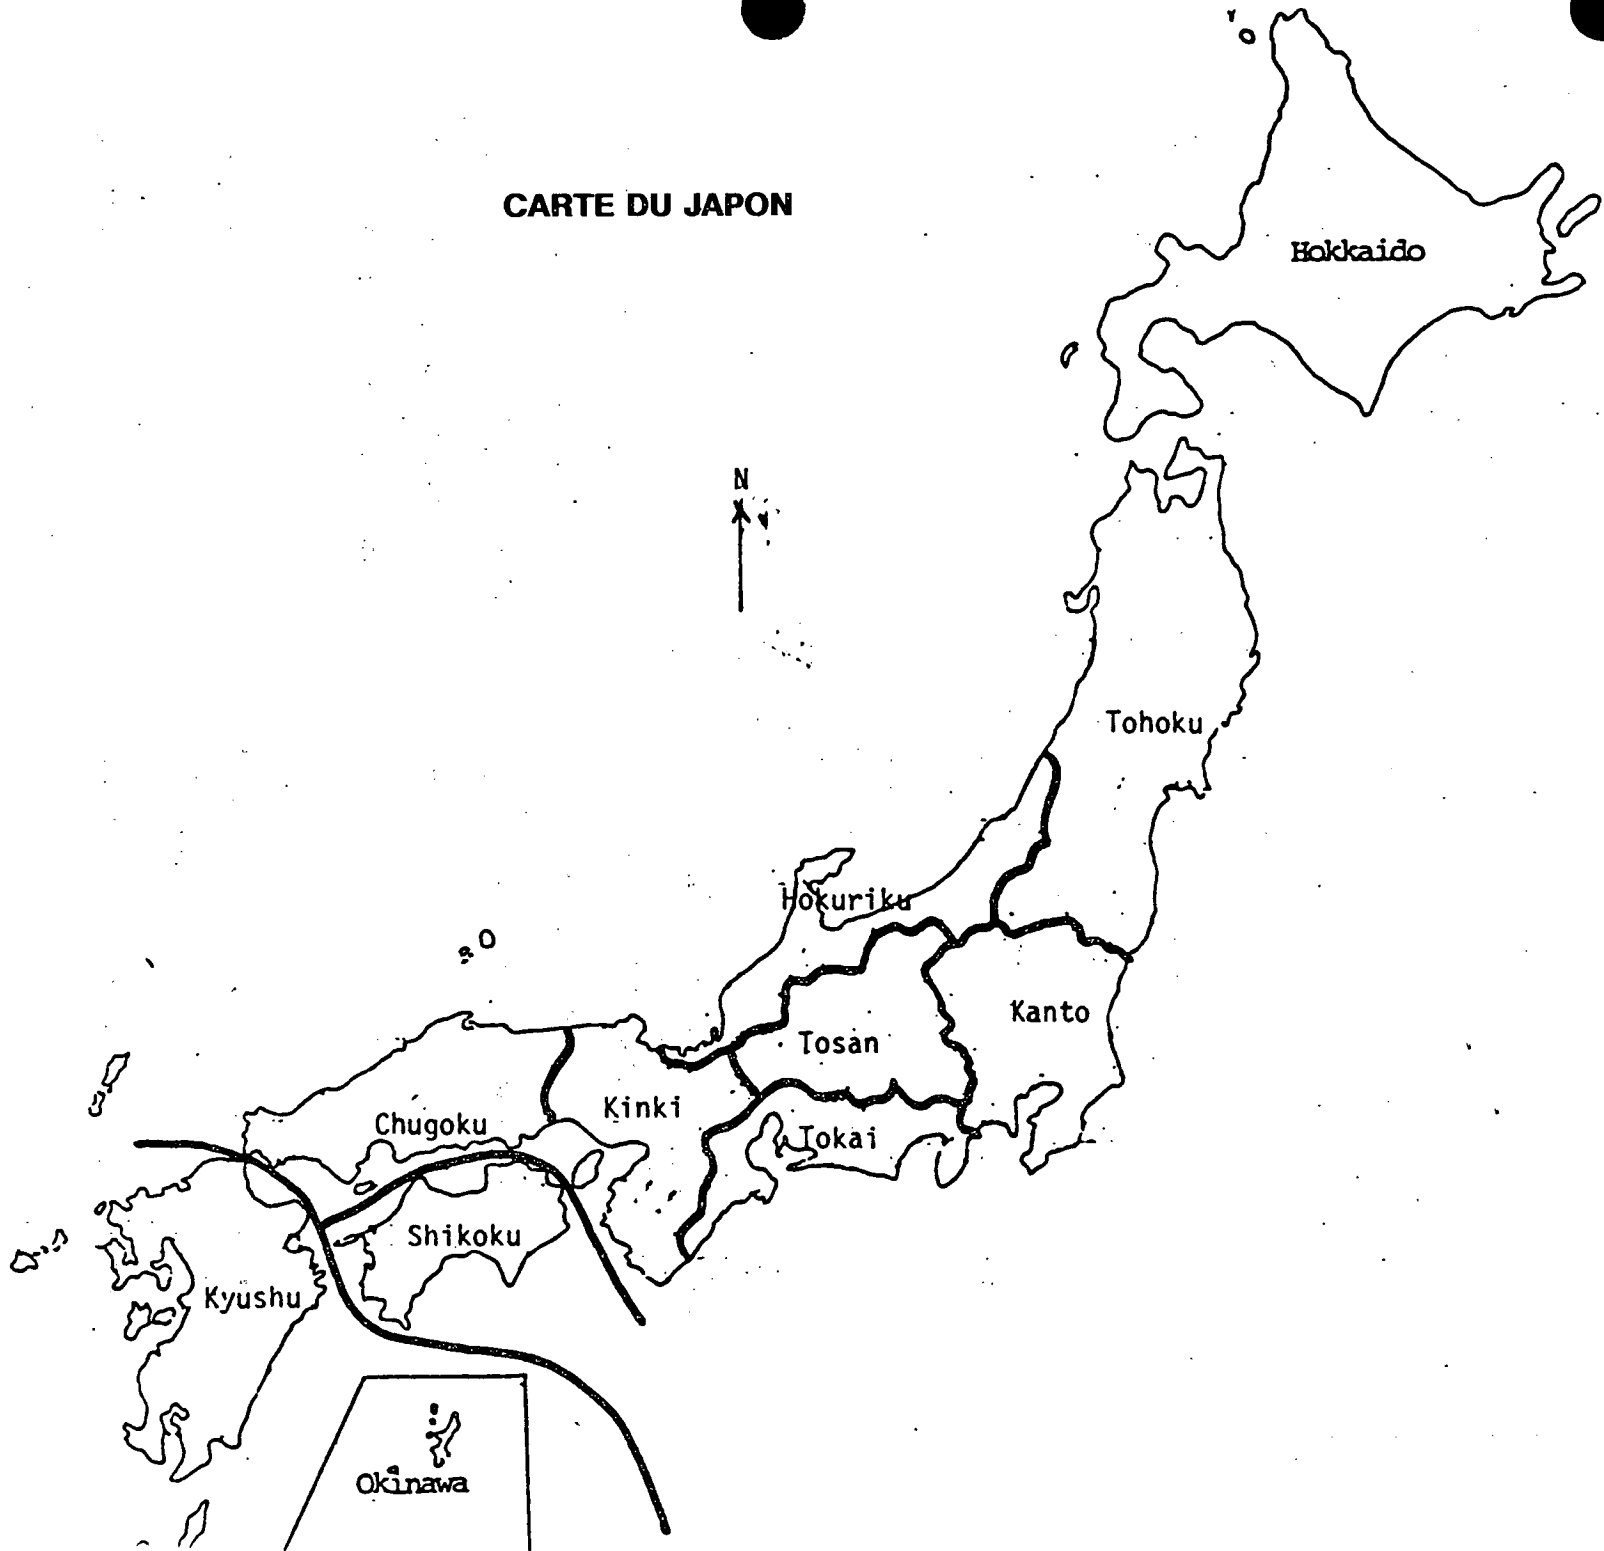 CARTE DU JAPON
Hokkaido
N
Tohoku
Hokuriku
Kanto
Tosan
Kinki
Chugoku
Tokai
Shikoku
Kyushu
Okinawa